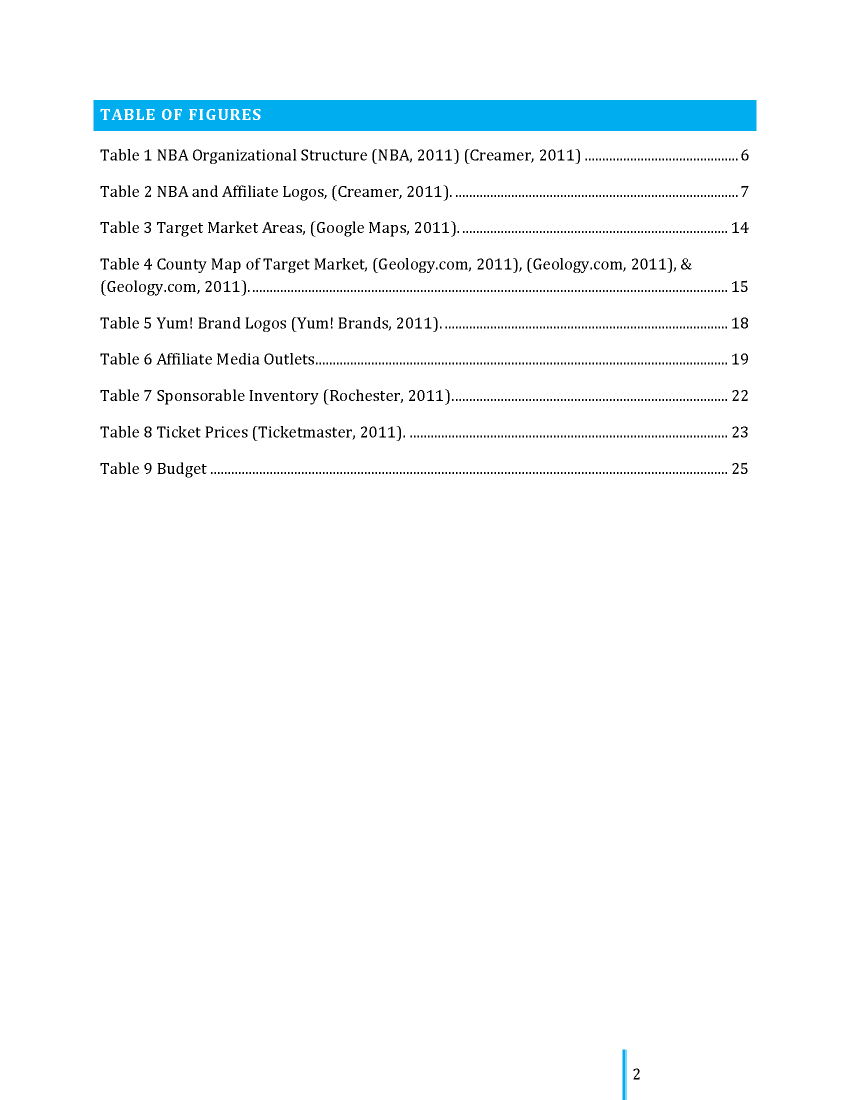 TABLE OF FIGURES
Table 1 NBA Organizational Structure (NBA, 2011) (Creamer, 2011) ............................................ 6
Table 2 NBA and Affiliate Logos, (Creamer, 2011). ................................................................................. 7
Table 3 Target Market Areas, (Google Maps, 2011). ............................................................................ 14
Table 4 County Map of Target Market, (Geology.com, 2011), (Geology.com, 2011), &
(Geology.com, 2011). ........................................................................................................................................ 15
Table 5 Yum! Brand Logos (Yum! Brands, 2011). ................................................................................. 18
Table 6 Affiliate Media Outlets...................................................................................................................... 19
Table 7 Sponsorable Inventory (Rochester, 2011). .............................................................................. 22
Table 8 Ticket Prices (Ticketmaster, 2011). ........................................................................................... 23
Table 9 Budget .................................................................................................................................................... 25
2